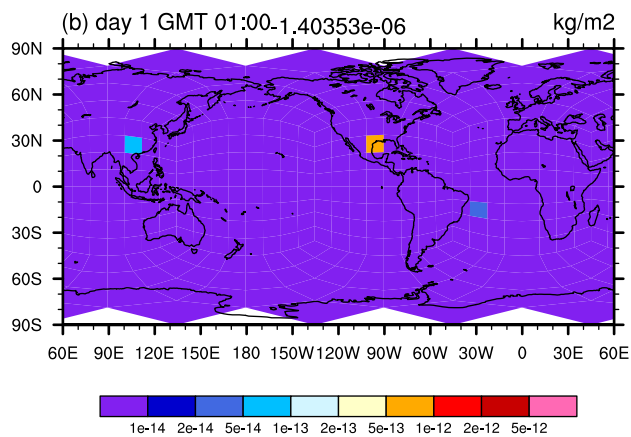 (b) day 1 GMT 01:00 -1.40353e-06 kg/m2
90N
60N
30N
0
30S
60S
90S
60E 90E 120E 150E 180 150W 120W 90W 60W 30W 0 30E 60E
1e-14 2e-14 5e-14 1e-13 2e-13 5e-13 1e-12 2e-12 5e-12